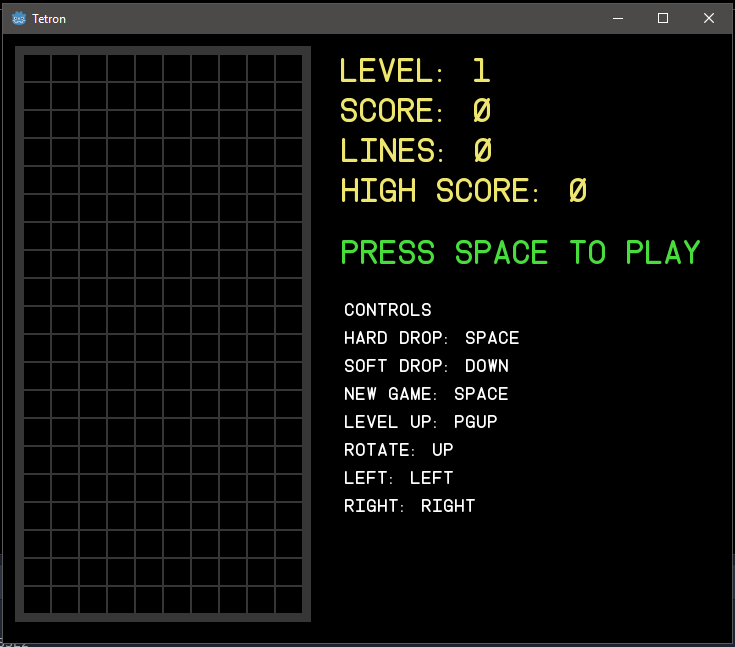 Tetron
LEVEL: 1
SCORE: 0
LINES: 0
HIGH SCORE: 0
PRESS SPACE TO PLAY
CONTROLS
HARD DROP: SPACE
SOFT DROP: DOWN
NEW GAME: SPACE
LEVEL UP: PGUP
ROTATE: UP
LEFT: LEFT
RIGHT: RIGHT